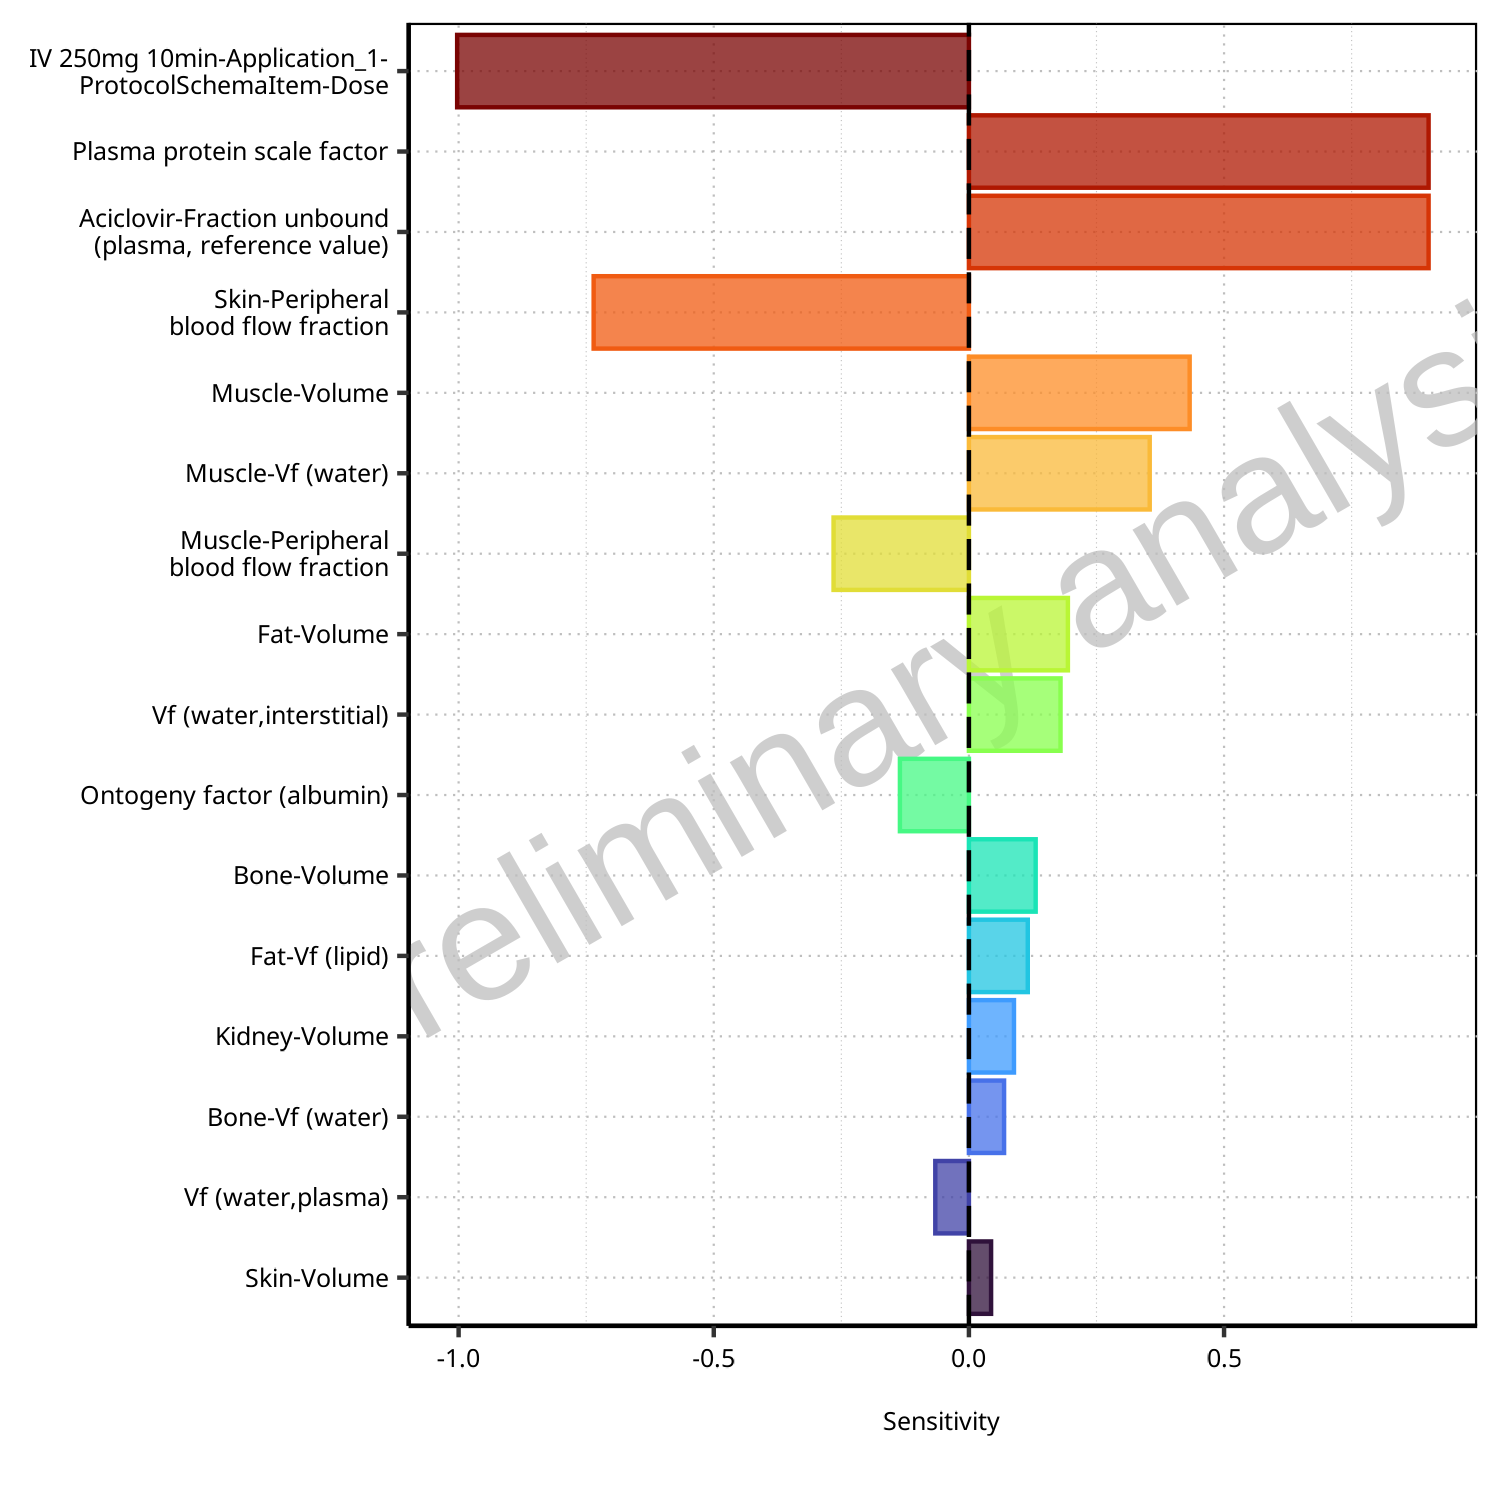 IV 250mg 10min-Application_1-
ProtocolSchemaItem-Dose
Plasma protein scale factor
Aciclovir-Fraction unbound
(plasma, reference value)
Skin-Peripheral
blood flow fraction
Muscle-Volume
Muscle-Vf (water)
Muscle-Peripheral
blood flow fraction
Fat-Volume
Vf (water,interstitial)
Ontogeny factor (albumin)
Bone-Volume
Fat-Vf (lipid)
Kidney-Volume
Bone-Vf (water)
Vf (water,plasma)
Skin-Volume
reliminary analysi
-1.0 -0.5 0.0 0.5
Sensitivity